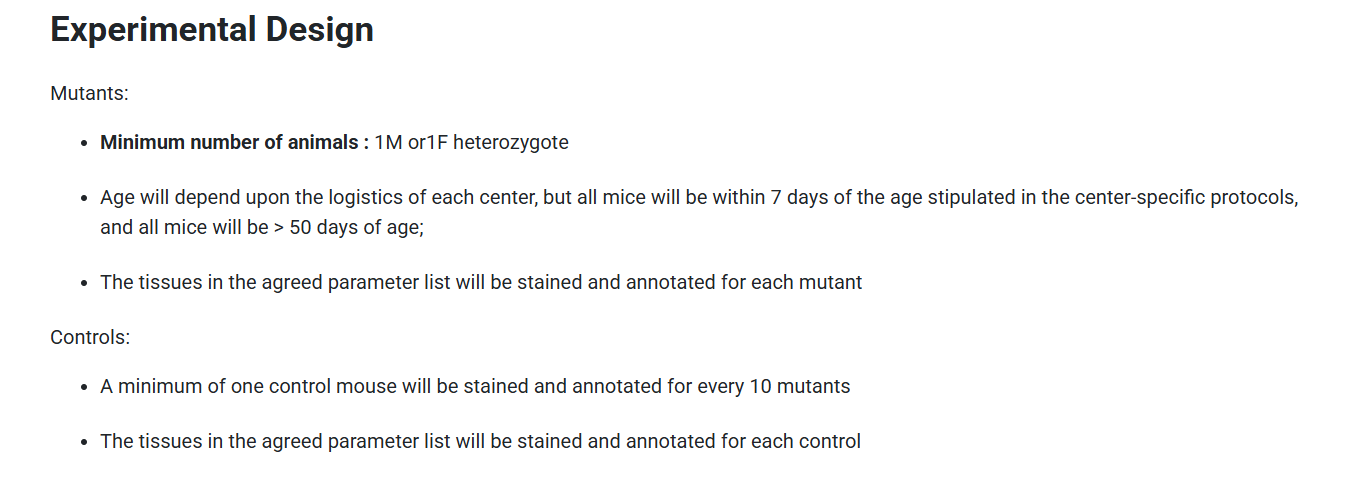 Experimental Design
Mutants:
• Minimum number of animals : 1M or1F heterozygote
• Age will depend upon the logistics of each center, but all mice will be within 7 days of the age stipulated in the center-specific protocols,
and all mice will be > 50 days of age;
• The tissues in the agreed parameter list will be stained and annotated for each mutant
Controls:
• A minimum of one control mouse will be stained and annotated for every 10 mutants
• The tissues in the agreed parameter list will be stained and annotated for each control